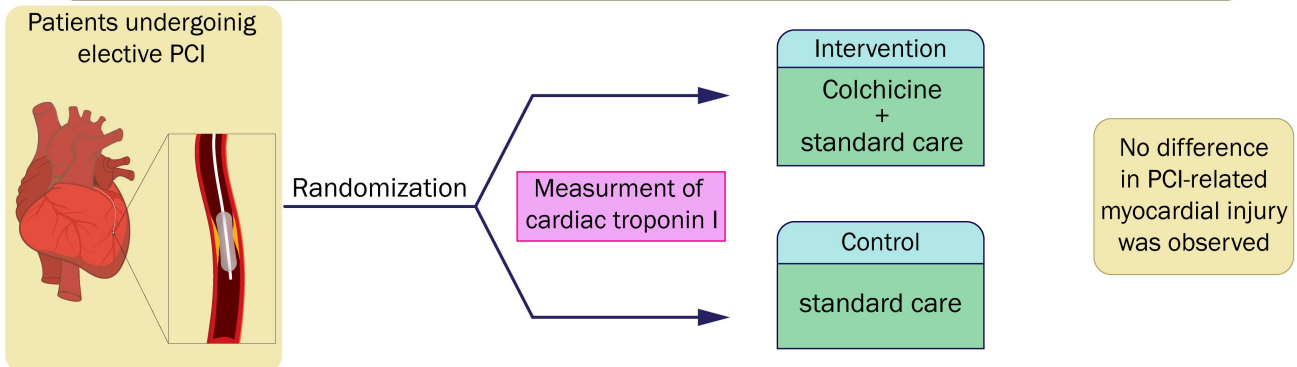 Patients undergoinig
elective PCI
Randomization
Measurment of
cardiac troponin I
Intervention
Colchicine
+
standard care
Control
standard care
No difference
in PCI-related
myocardial injury
was observed